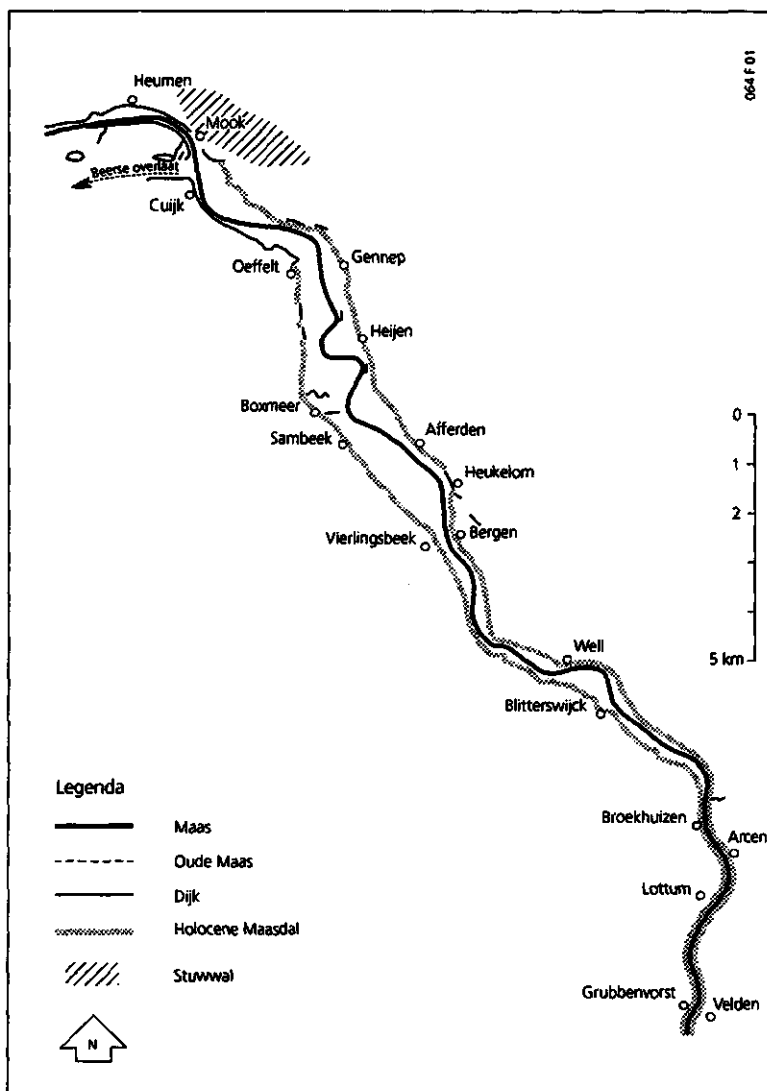 064 F 01
Heumen
Mook
Beerse overlaat
Cuijk
Oeffelt
Gennep
Heijen
Boxmeer
Sambeek
Afferden
Heukelom
Vierlingsbeek
Bergen
0
1
2
5 km
Well
Blitterswijck
Broekhuizen
Arcen
Lottum
Grubbenvorst
Velden
Legenda
Maas
Oude Maas
Dijk
Holocene Maasdal
Stuwwal
N